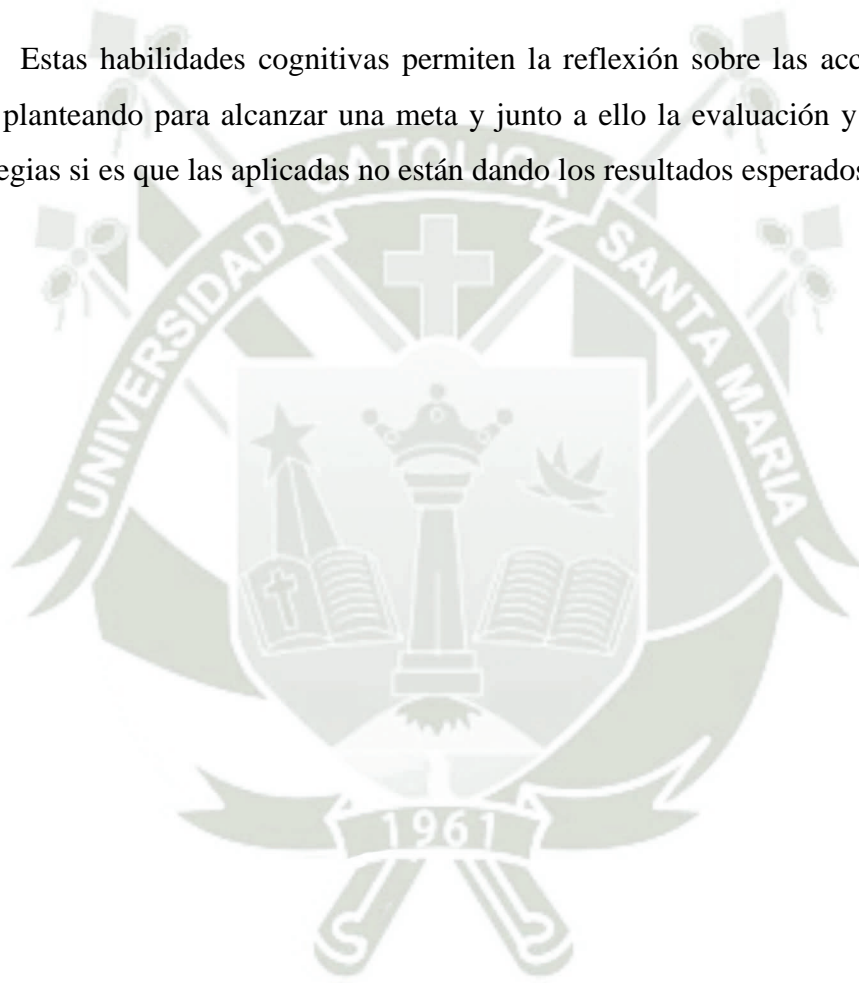 Estas habilidades cognitivas permiten la reflexión sobre las acc
planteando para alcanzar una meta y junto a ello la evaluación y
egias si es que las aplicadas no están dando los resultados esperados
UNIVERSIDAD CATOLICA SANTA MARIA
1961